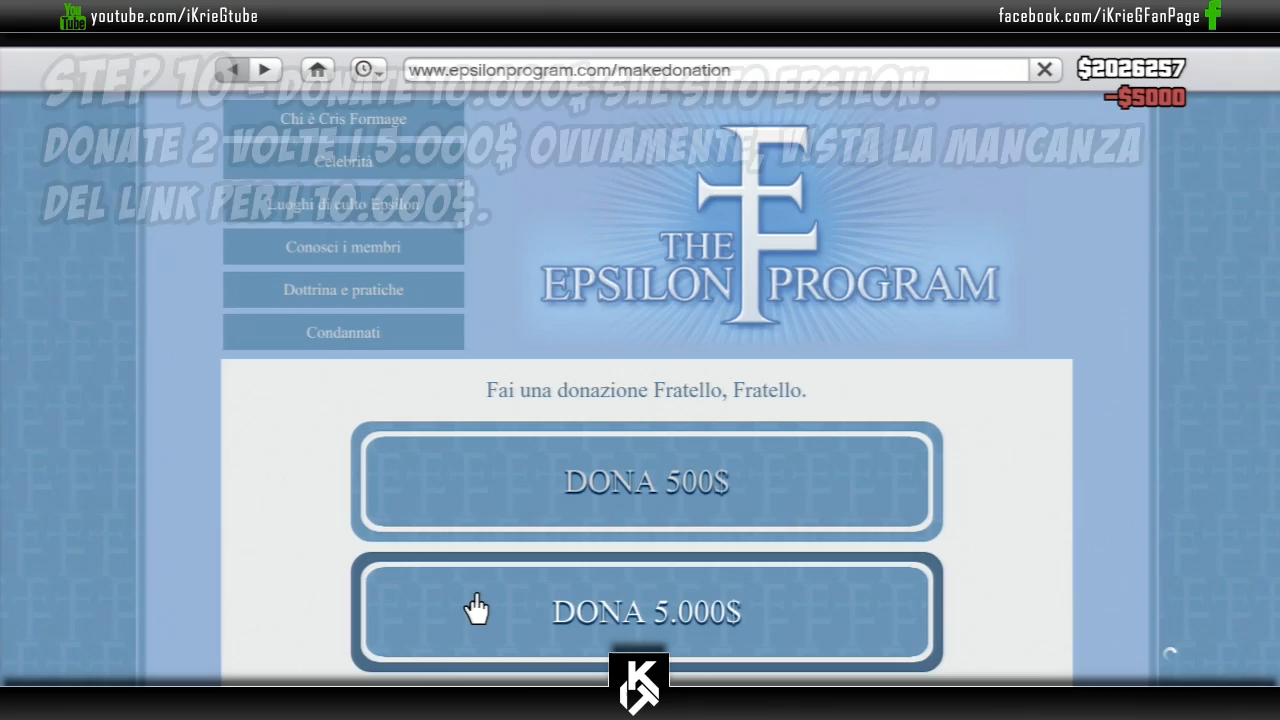 You Tube youtube.com/iKrieGtube
facebook.com/iKrieGFanPage f
www.epsilonprogram.com/makedonation
$2026257
-$5000
STEP 10 - DONATE 10.000$ SUL SITO EPSILON.
DONATE 2 VOLTE I 5.000$ OVVIAMENTE, VISTA LA MANCANZA
DEL LINK PER I 10.000$.
Chi è Cris Formage
Celebrità
Luoghi di culto Epsilon
Conosci i membri
Dottrina e pratiche
Condannati
THE
EPSILON PROGRAM
Fai una donazione Fratello, Fratello.
DONA 500$
DONA 5.000$